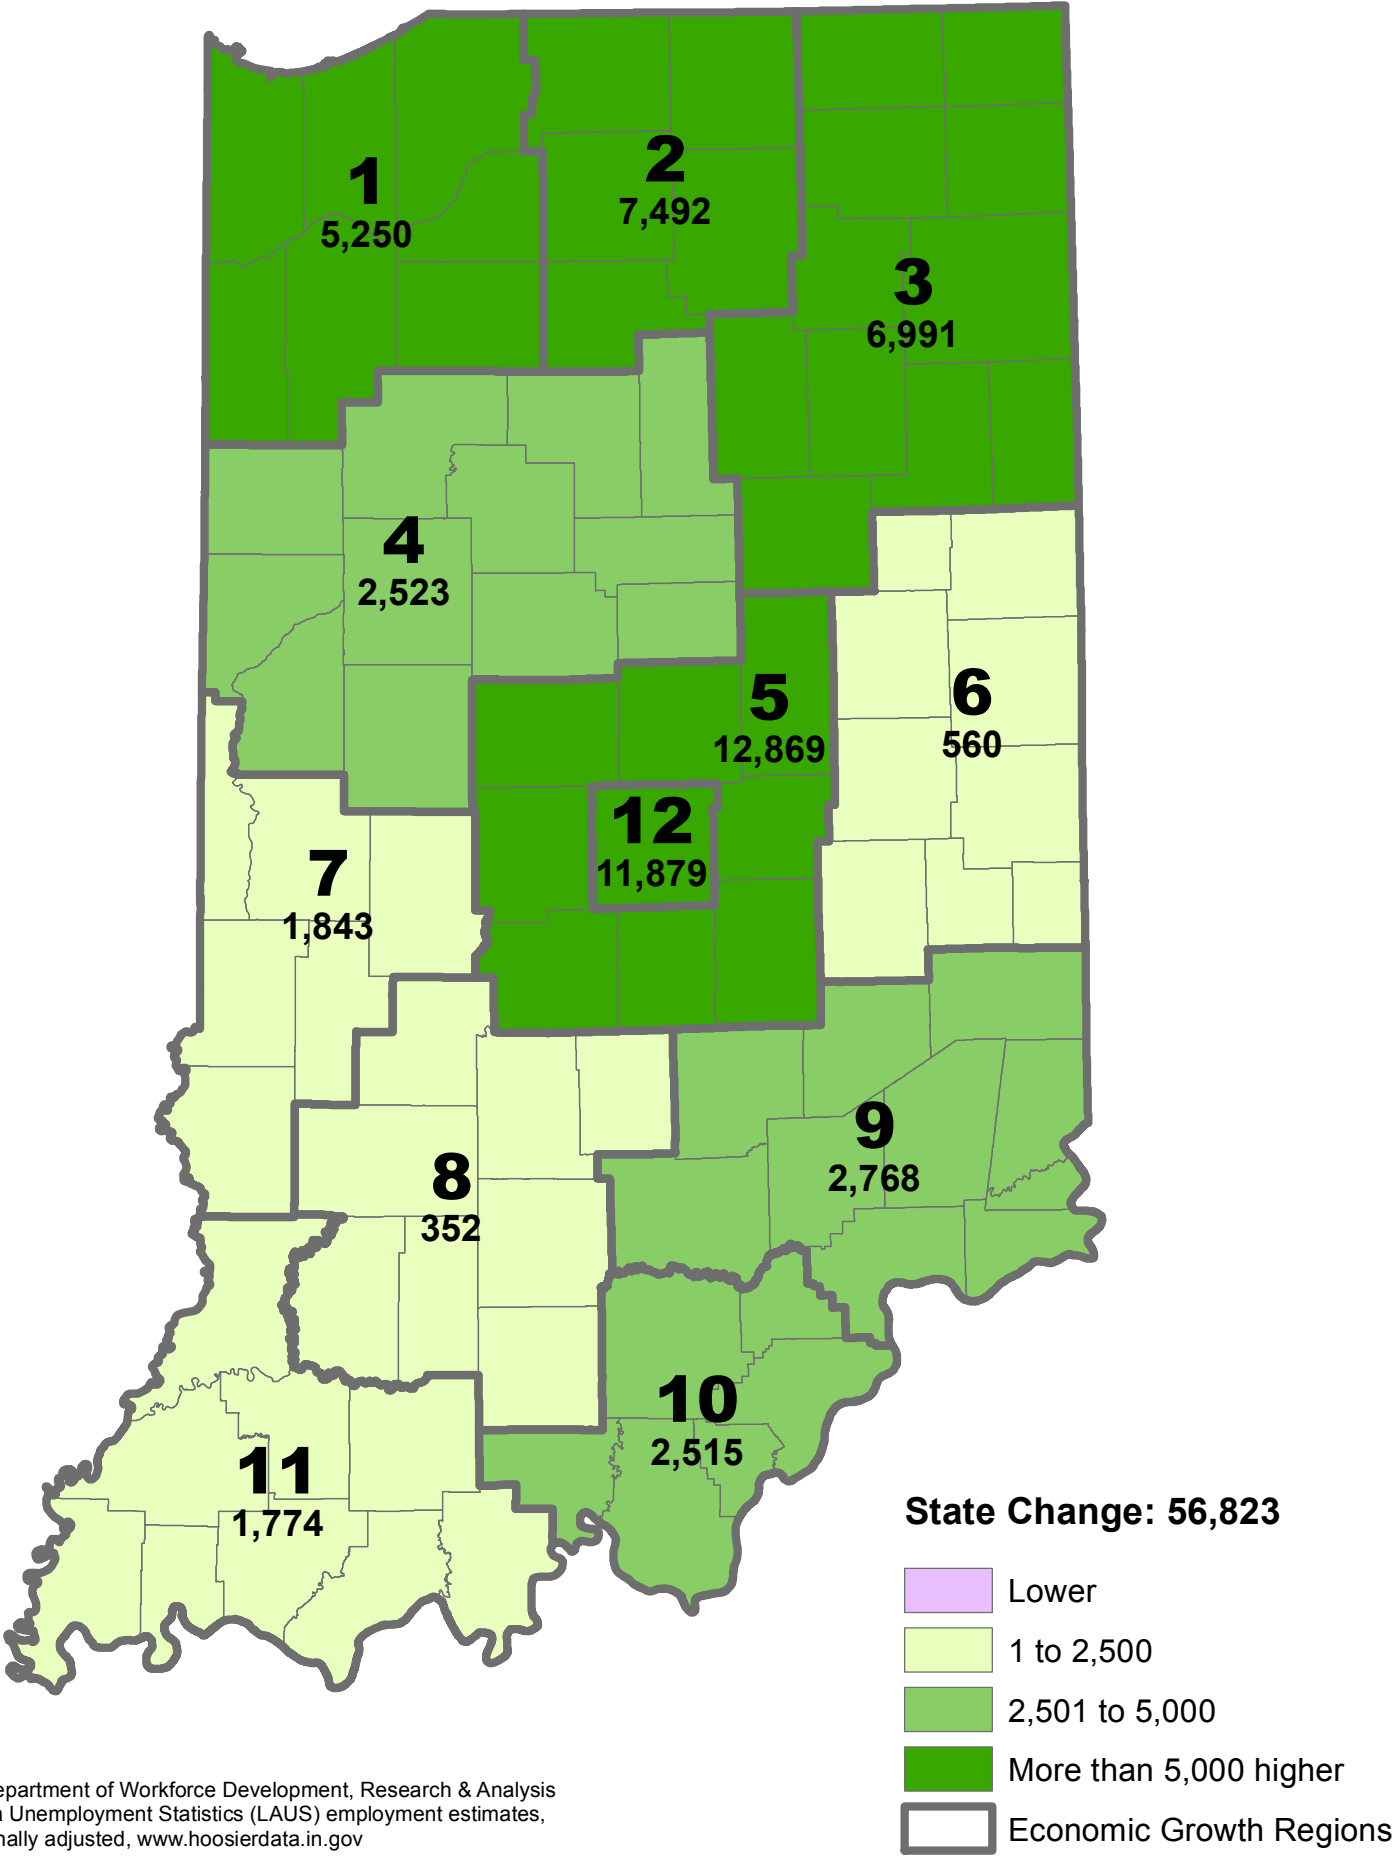 1
5,250
2
7,492
3
6,991
4
2,523
5
12,869
6
560
12
11,879
7
1,843
8
352
9
2,768
10
2,515
11
1,774
State Change: 56,823
Lower
1 to 2,500
2,501 to 5,000
More than 5,000 higher
Economic Growth Regions
epartment of Workforce Development, Research & Analysis
a Unemployment Statistics (LAUS) employment estimates,
nally adjusted, www.hoosierdata.in.gov